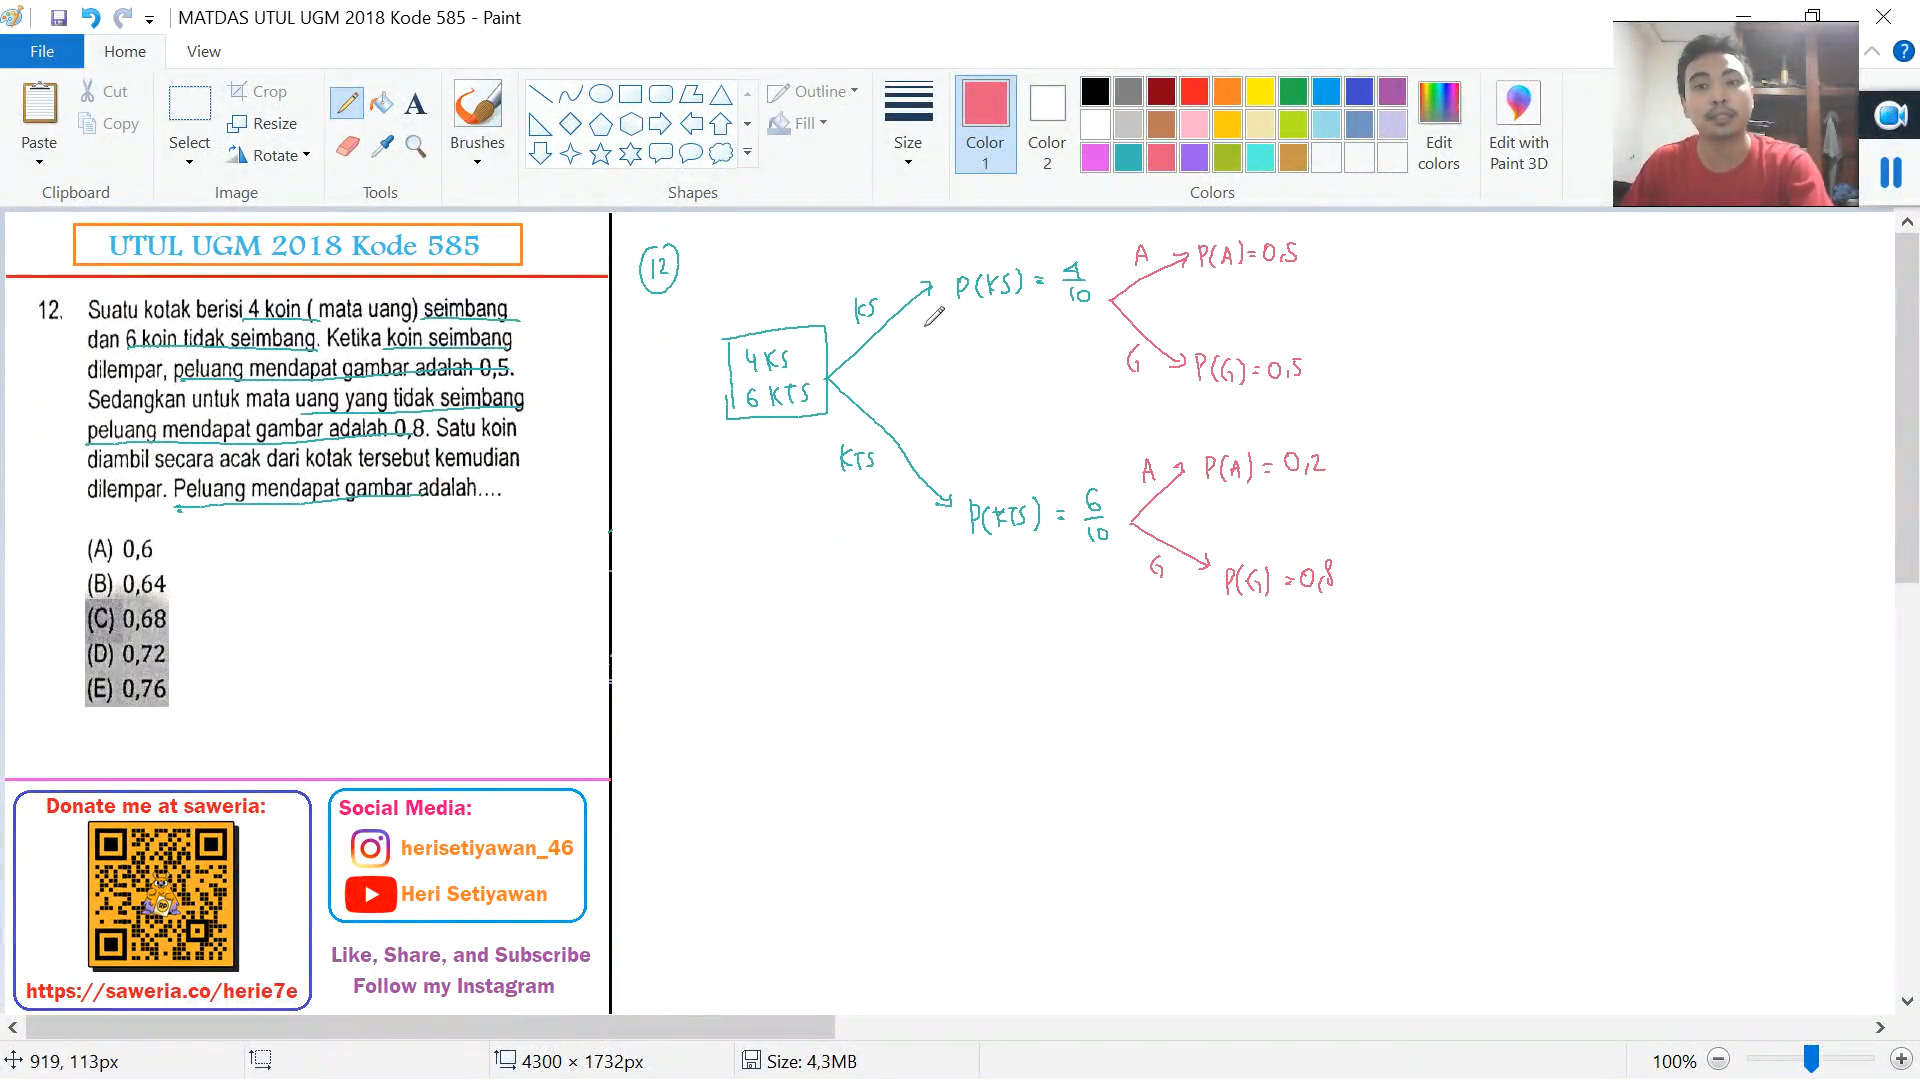 MATDAS UTUL UGM 2018 Kode 585 - Paint
File
Home
View
Paste
Cut
Copy
Clipboard
Select
Crop
Resize
Rotate
Image
A
Tools
Brushes
Outline
Fill
Shapes
Size
Color
1
Color
2
Colors
Edit
colors
Edit with
Paint 3D
?
UTUL UGM 2018 Kode 585
12. Suatu kotak berisi 4 koin ( mata uang) seimbang
dan 6 koin tidak seimbang. Ketika koin seimbang
dilempar, peluang mendapat gambar adalah 0,5.
Sedangkan untuk mata uang yang tidak seimbang
peluang mendapat gambar adalah 0,8. Satu koin
diambil secara acak dari kotak tersebut kemudian
dilempar. Peluang mendapat gambar adalah....
(A) 0,6
(B) 0,64
(C) 0,68
(D) 0,72
(E) 0,76
12
4 KS
6 KTS
KS
P(KS) = 4/10
A
P(A) = 0,5
G
P(G) = 0,5
KTS
P(KTS) = 6/10
A
P(A) = 0,2
G
P(G) = 0,8
Donate me at saweria:
RP
https://saweria.co/herie7e
Social Media:
herisetiyawan_46
Heri Setiyawan
Like, Share, and Subscribe
Follow my Instagram
919, 113px
4300 × 1732px
Size: 4,3MB
100%